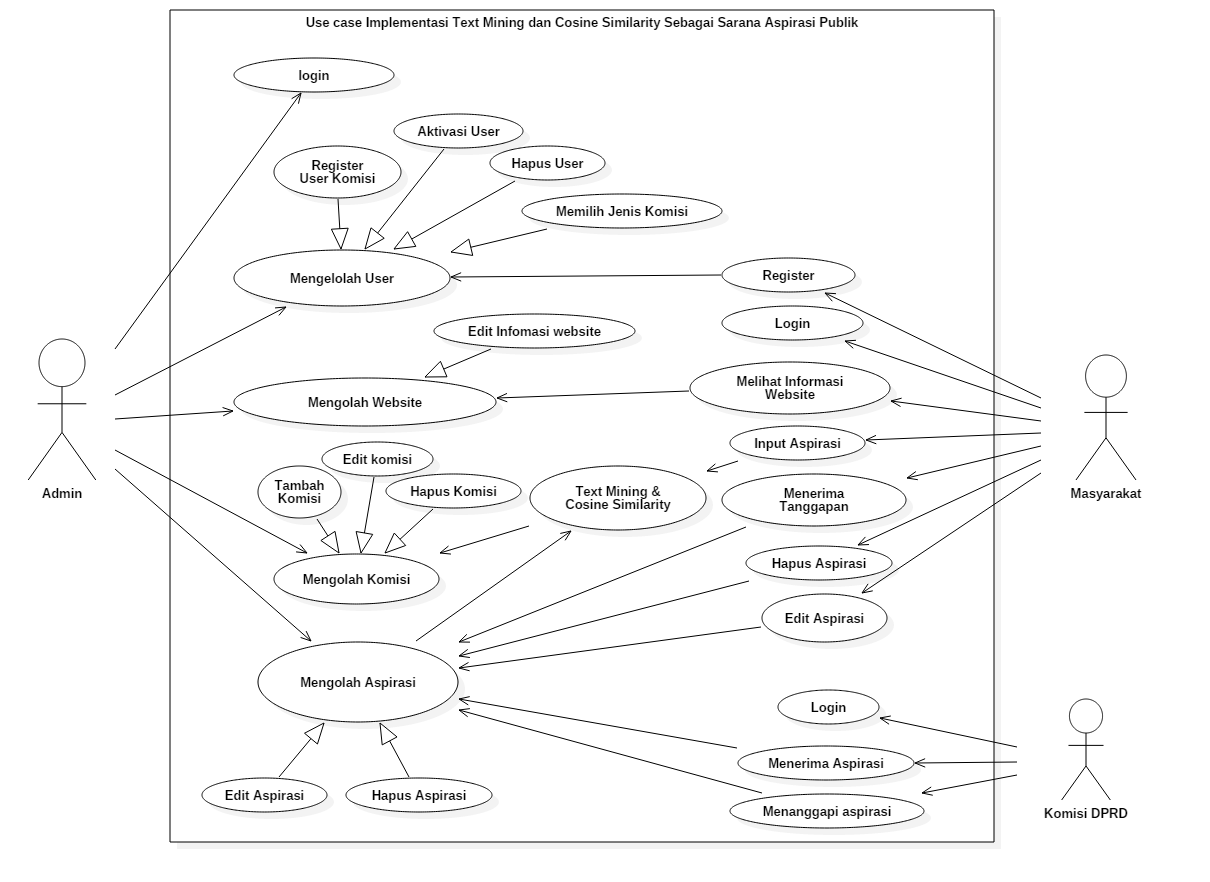 Use case Implementasi Text Mining dan Cosine Similarity Sebagai Sarana Aspirasi Publik
login
Aktivasi User
Register
User Komisi
Hapus User
Memilih Jenis Komisi
Mengelolah User
Register
Edit Infomasi website
Login
Mengolah Website
Melihat Informasi
Website
Input Aspirasi
Edit komisi
Tambah
Komisi
Hapus Komisi
Text Mining &
Cosine Similarity
Menerima
Tanggapan
Admin
Masyarakat
Mengolah Komisi
Hapus Aspirasi
Edit Aspirasi
Mengolah Aspirasi
Login
Menerima Aspirasi
Edit Aspirasi
Hapus Aspirasi
Menanggapi aspirasi
Komisi DPRD